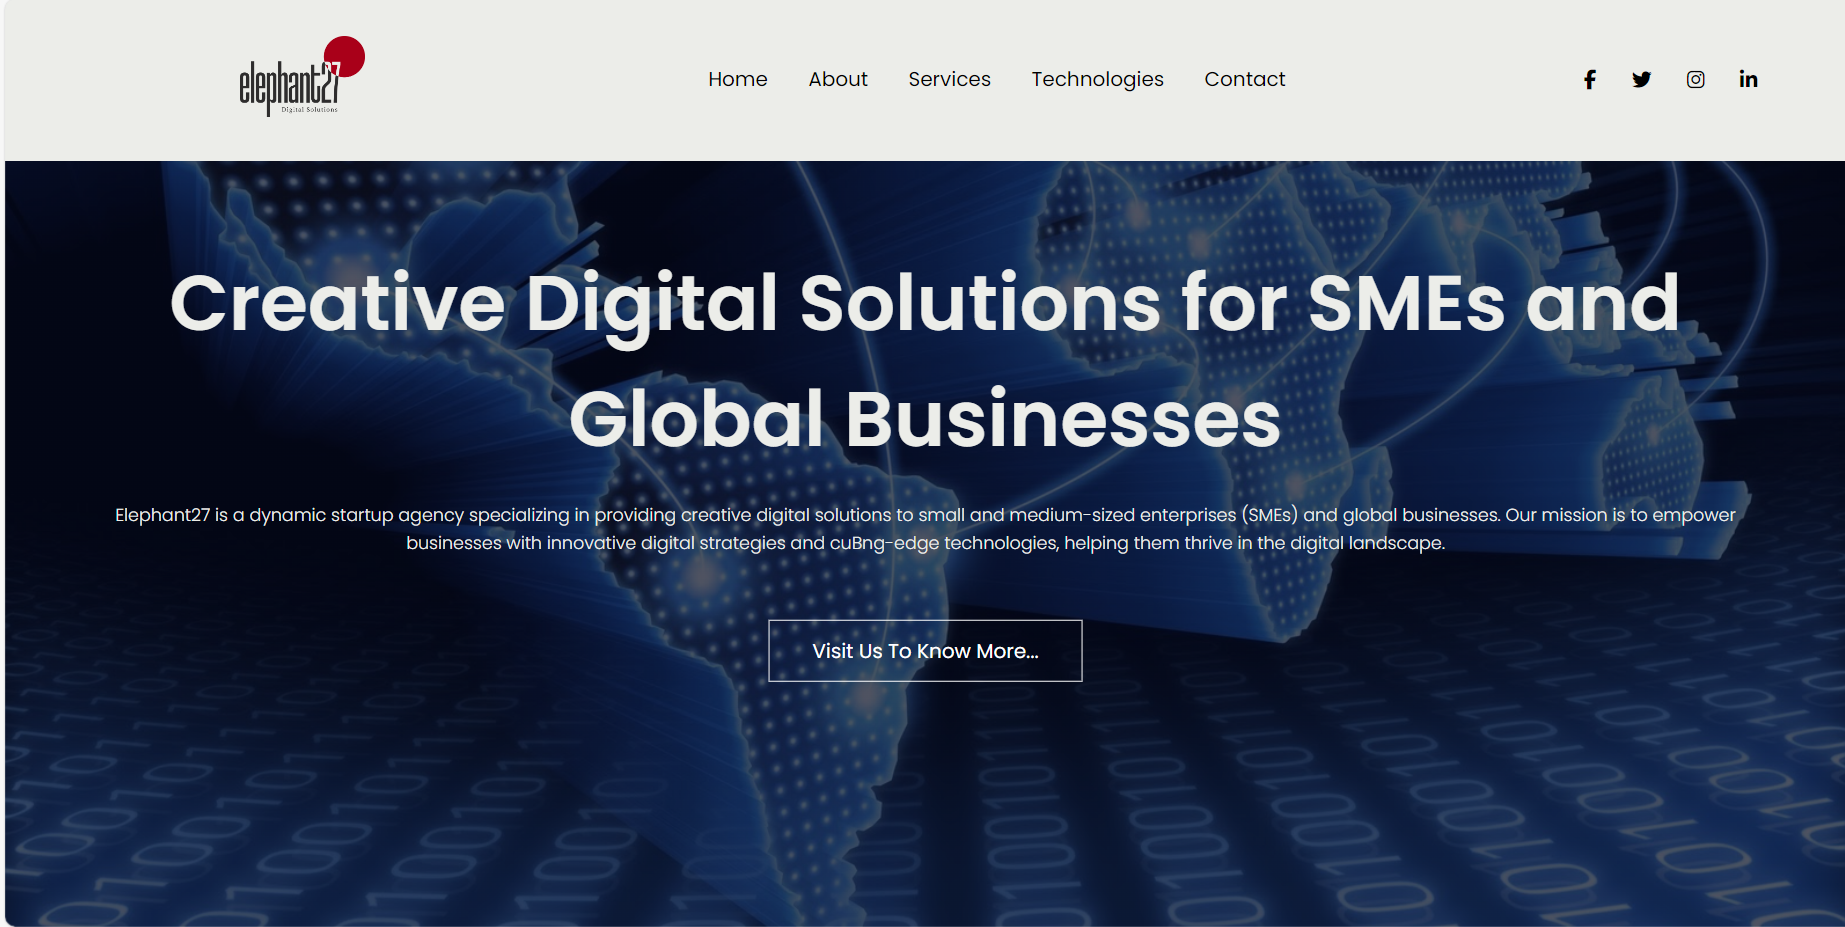 elephant27
Digital Solutions
Home About Services Technologies Contact
Creative Digital Solutions for SMEs and
Global Businesses
Elephant27 is a dynamic startup agency specializing in providing creative digital solutions to small and medium-sized enterprises (SMEs) and global businesses. Our mission is to empower
businesses with innovative digital strategies and cuBng-edge technologies, helping them thrive in the digital landscape.
Visit Us To Know More...